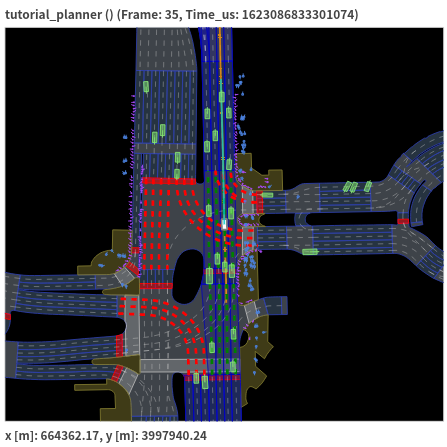 tutorial_planner () (Frame: 35, Time_us: 1623086833301074)
x [m]: 664362.17, y [m]: 3997940.24